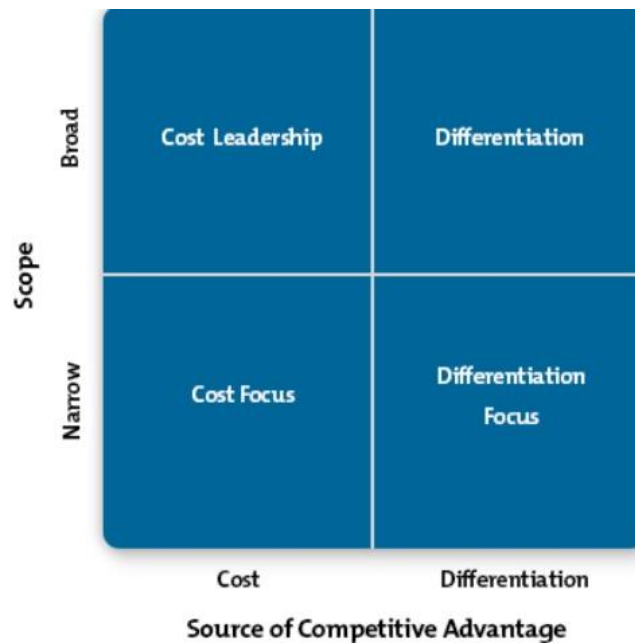 Broad
Cost Leadership
Differentiation
Scope
Narrow
Cost Focus
Differentiation
Focus
Cost
Differentiation
Source of Competitive Advantage